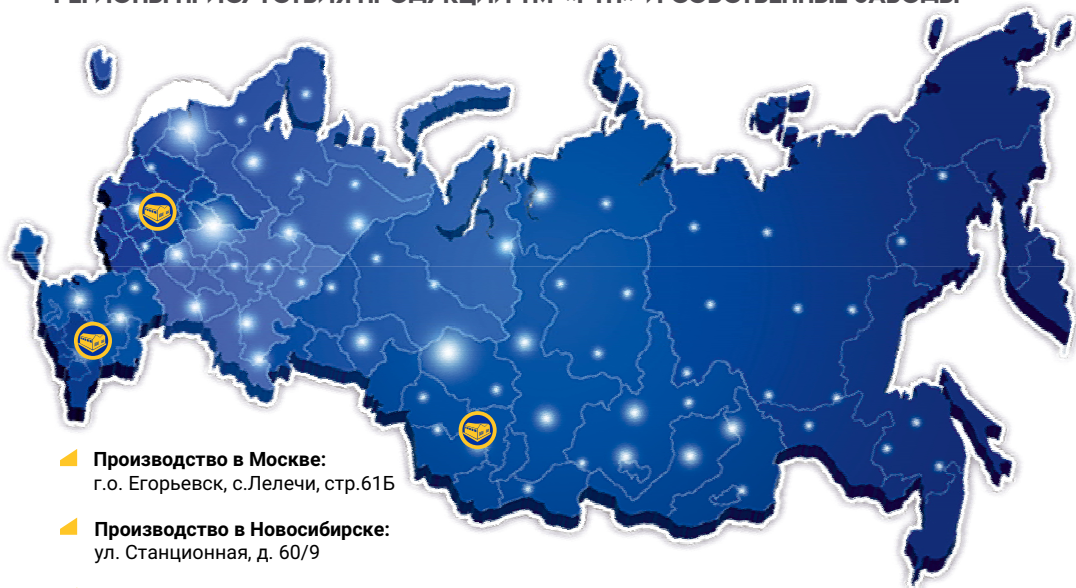 Производство в Москве:
г.о. Егорьевск, с.Лелечи, стр.61Б
Производство в Новосибирске:
ул. Станционная, д. 60/9